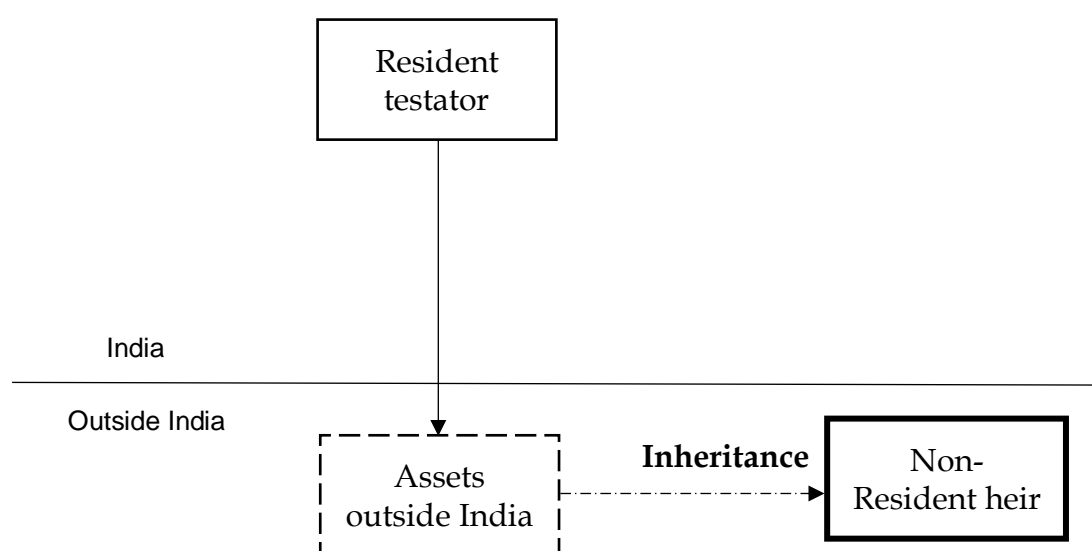 Resident
testator
India
Outside India
Assets
outside India
Inheritance
Non-
Resident heir